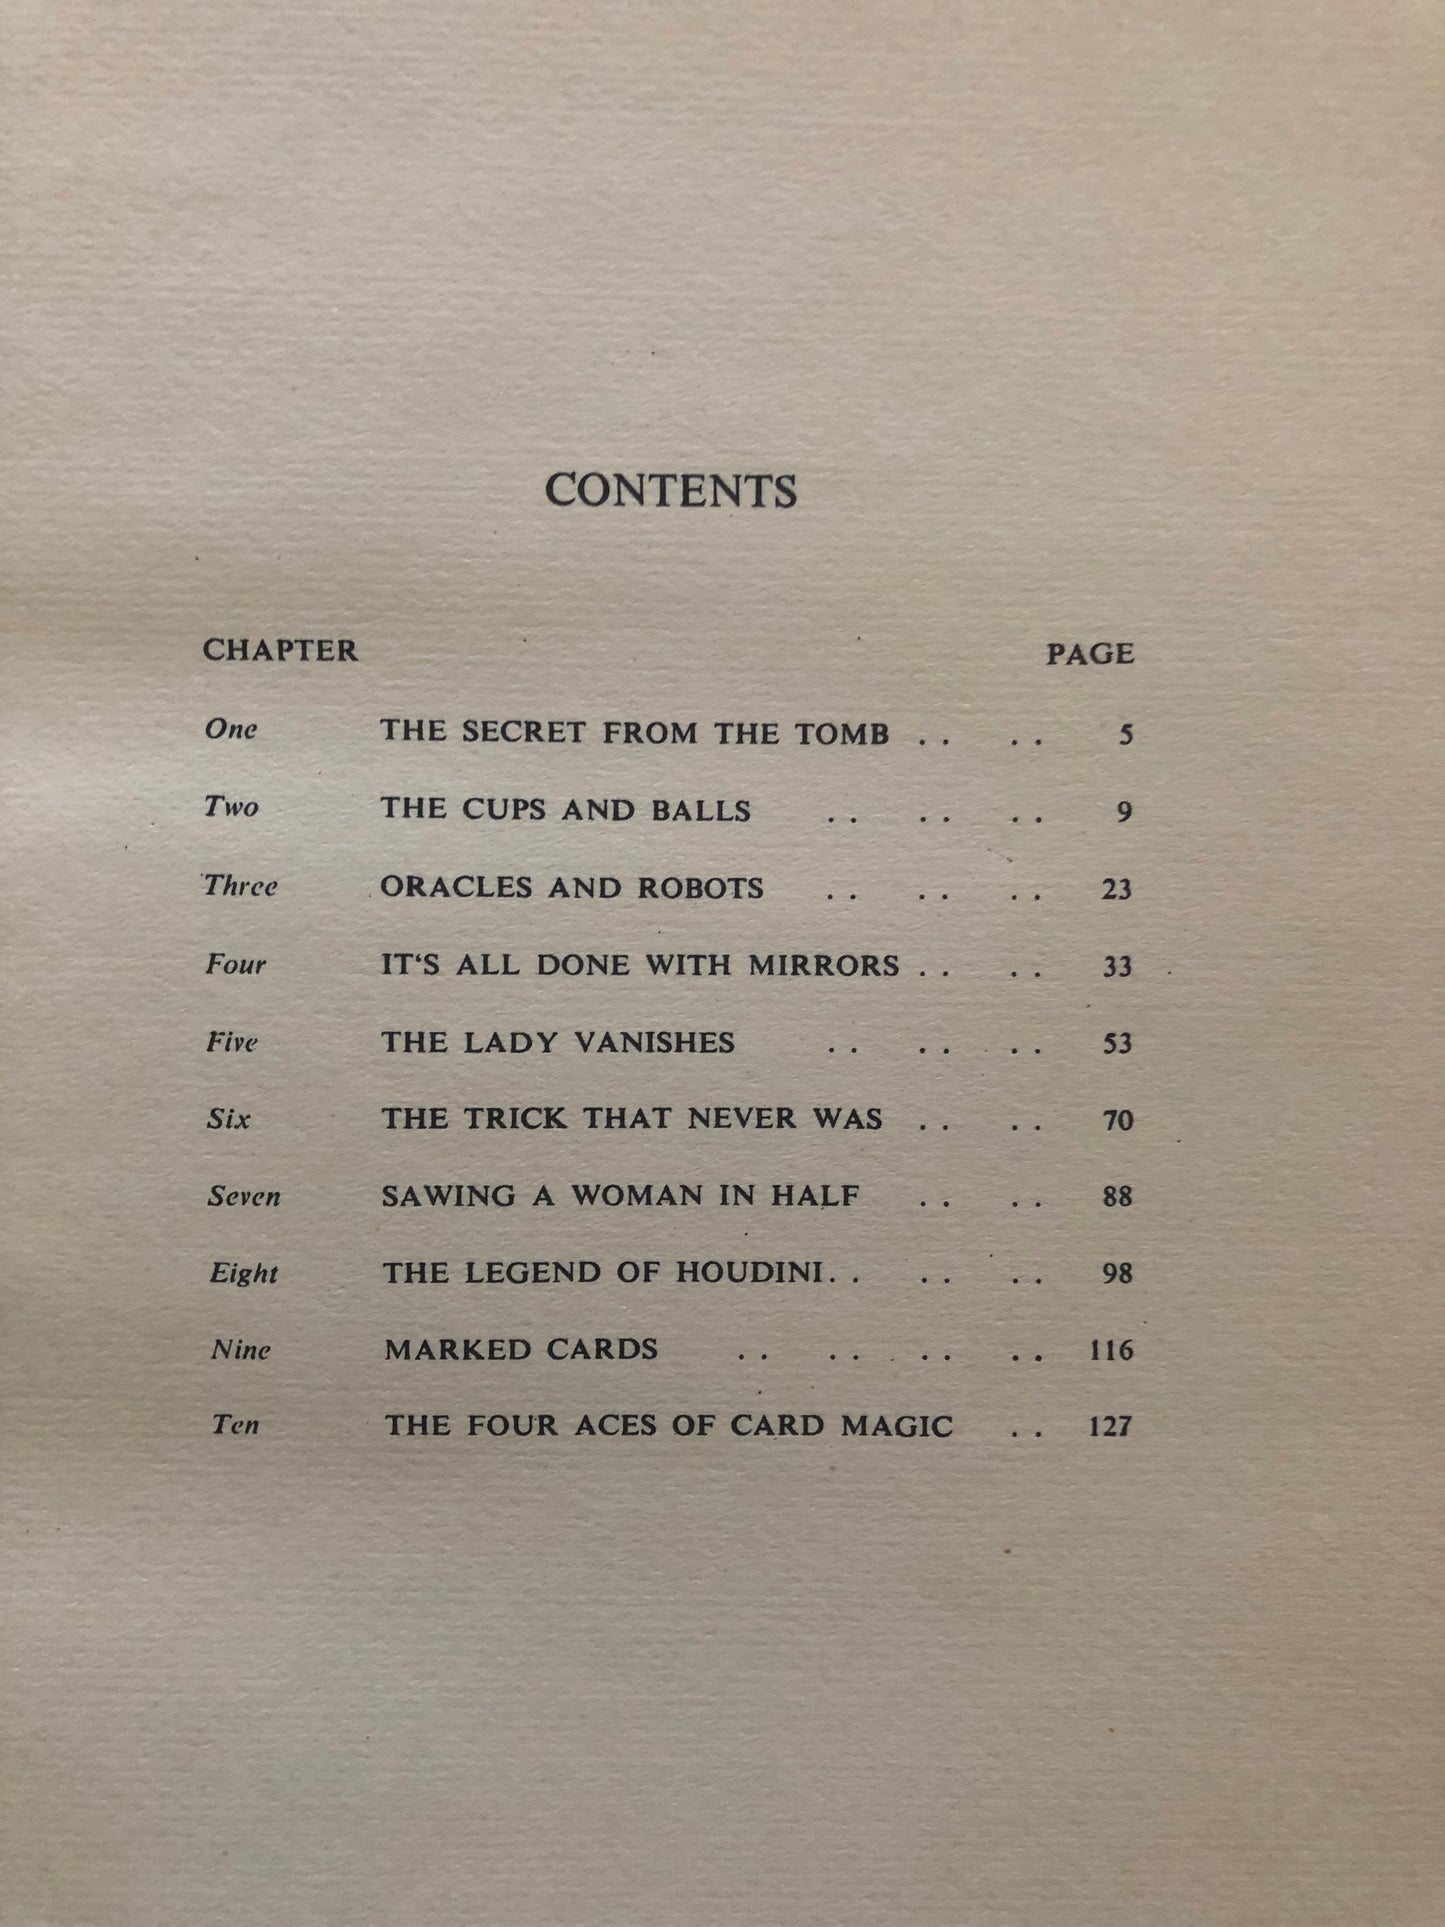 CONTENTS
CHAPTER PAGE
One THE SECRET FROM THE TOMB . . . . 5
Two THE CUPS AND BALLS . . . . . . 9
Three ORACLES AND ROBOTS . . . . . . 23
Four IT‘S ALL DONE WITH MIRRORS . . . . 33
Five THE LADY VANISHES . . . . . . 53
Six THE TRICK THAT NEVER WAS . . . . 70
Seven SAWING A WOMAN IN HALF . . . . 88
Eight THE LEGEND OF HOUDINI . . . . . . 98
Nine MARKED CARDS . . . . . . . . 116
Ten THE FOUR ACES OF CARD MAGIC . . 127